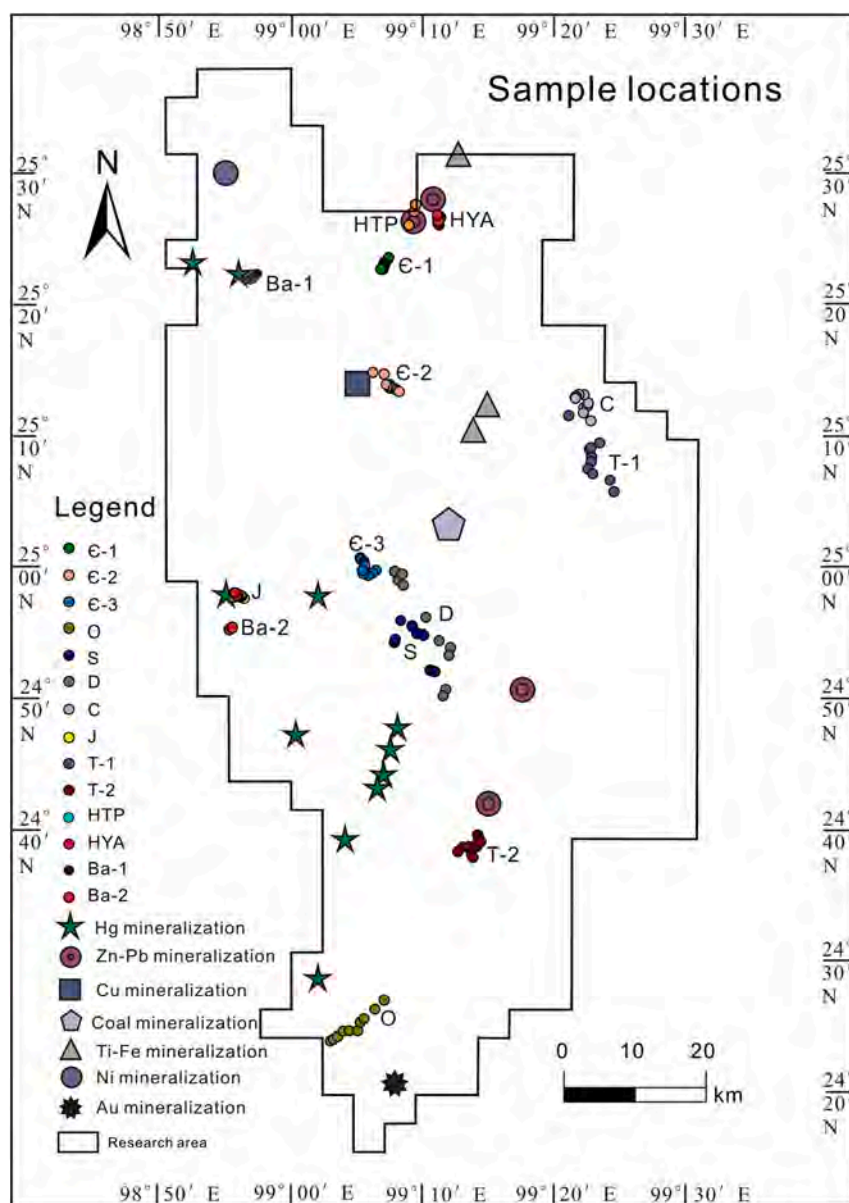 98°50′ E 99°00′ E 99°10′ E 99°20′ E 99°30′ E
Sample locations
N
25°
30′
N
25°
30′
N
HTP
HYA
Є-1
Ba-1
25°
20′
N
25°
20′
N
Є-2
C
25°
10′
N
25°
10′
N
T-1
Legend
Є-1
Є-2
Є-3
O
S
D
C
J
T-1
T-2
HTP
HYA
Ba-1
Ba-2
Hg mineralization
Zn-Pb mineralization
Cu mineralization
Coal mineralization
Ti-Fe mineralization
Ni mineralization
Au mineralization
Research area
Є-3
25°
00′
N
25°
00′
N
J
Ba-2
D
S
24°
50′
N
24°
50′
N
24°
40′
N
24°
40′
N
T-2
24°
30′
N
24°
30′
N
O
0 10 20
km
24°
20′
N
24°
20′
N
98°50′ E 99°00′ E 99°10′ E 99°20′ E 99°30′ E